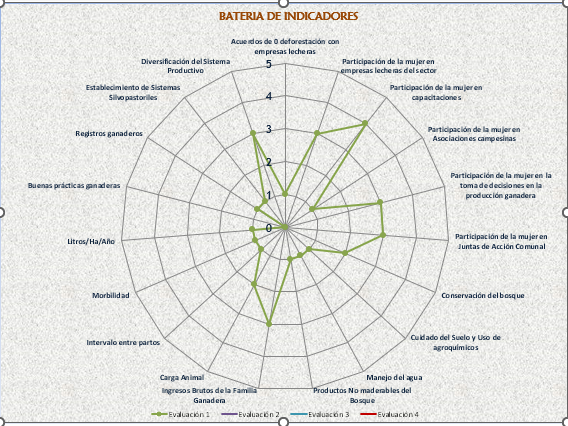 BATERIA DE INDICADORES
Acuerdos de 0 deforestación con
empresas lecheras
Participación de la mujer en
empresas lecheras del sector
Participación de la mujer en
capacitaciones
Participación de la mujer en
Asociaciones campesinas
Participación de la mujer en la
toma de decisiones en la
producción ganadera
Participación de la mujer en
Juntas de Acción Comunal
Conservación del bosque
Cuidado del Suelo y Uso de
agroquímicos
Manejo del agua
Productos No maderables del
Bosque
Ingresos Brutos de la Familia
Ganadera
Carga Animal
Intervalo entre partos
Morbilidad
Litros/Ha/Año
Buenas prácticas ganaderas
Registros ganaderos
Establecimiento de Sistemas
Silvopastoriles
Diversificación del Sistema
Productivo
5
4
3
2
1
0
Evaluación 1
Evaluación 2
Evaluación 3
Evaluación 4